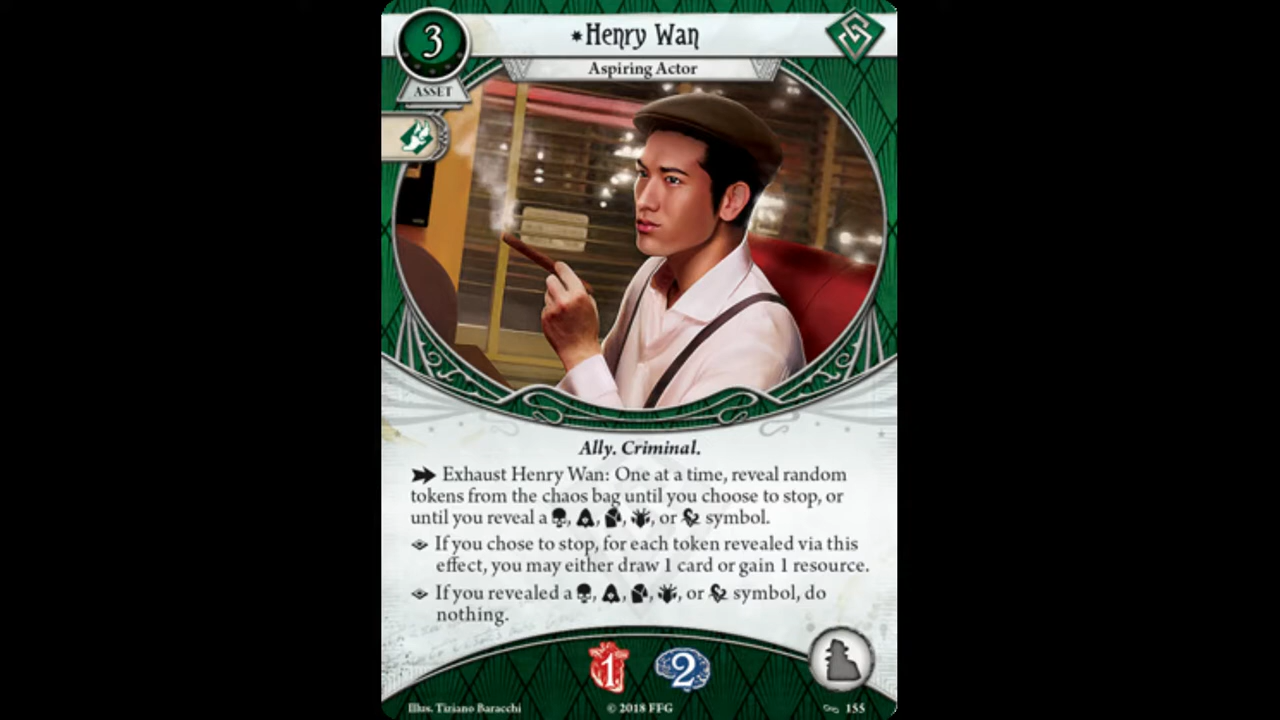 3
Henry Wan
Aspiring Actor
ASSET
Ally. Criminal.
Exhaust Henry Wan: One at a time, reveal random
tokens from the chaos bag until you choose to stop, or
until you reveal a , , , , or symbol.
If you chose to stop, for each token revealed via this
effect, you may either draw 1 card or gain 1 resource.
If you revealed a , , , , or symbol, do
nothing.
1 2
Illus. Tiziano Baracchi © 2018 FFG 155